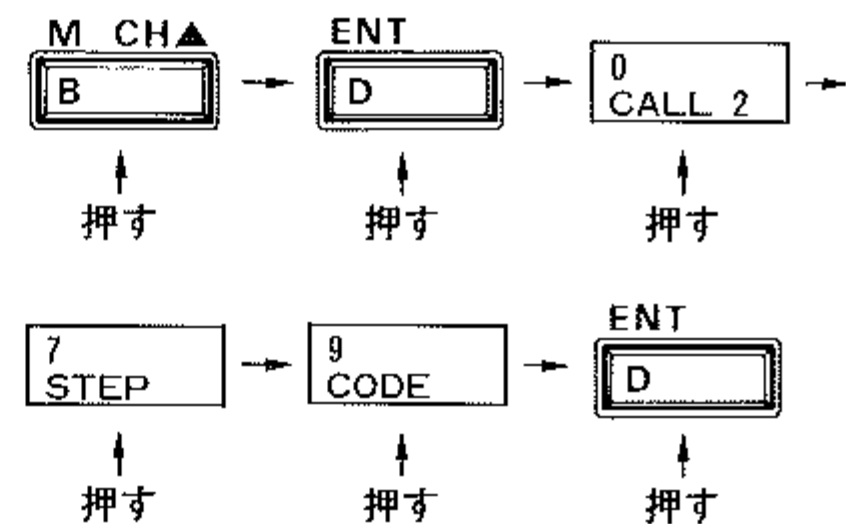 M CH▲ ENT
B → D → 0 →
CALL 2
↑ ↑ ↑
押す 押す 押す
ENT
7 → 9 → D
STEP CODE
↑ ↑ ↑
押す 押す 押す